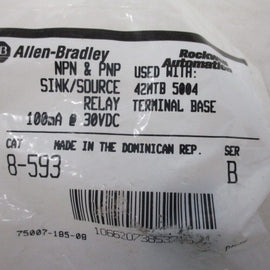 AB Allen-Bradley
Rockwell Automation
NPN & PNP USED WITH:
SINK/SOURCE 42MTB 5004
RELAY TERMINAL BASE
100mA @ 30VDC
CAT MADE IN THE DOMINICAN REP. SER
8-593 B
75007-185-08